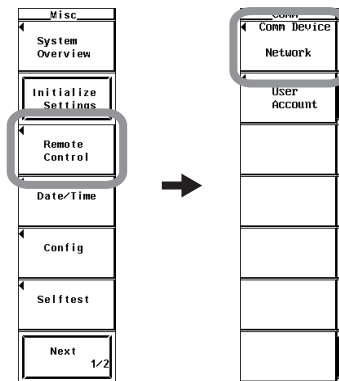 Misc
System
Overview
Initialize
Settings
Remote
Control
Date/Time
Config
Selftest
Next
1/2
Comm
Comm Device
Network
User
Account